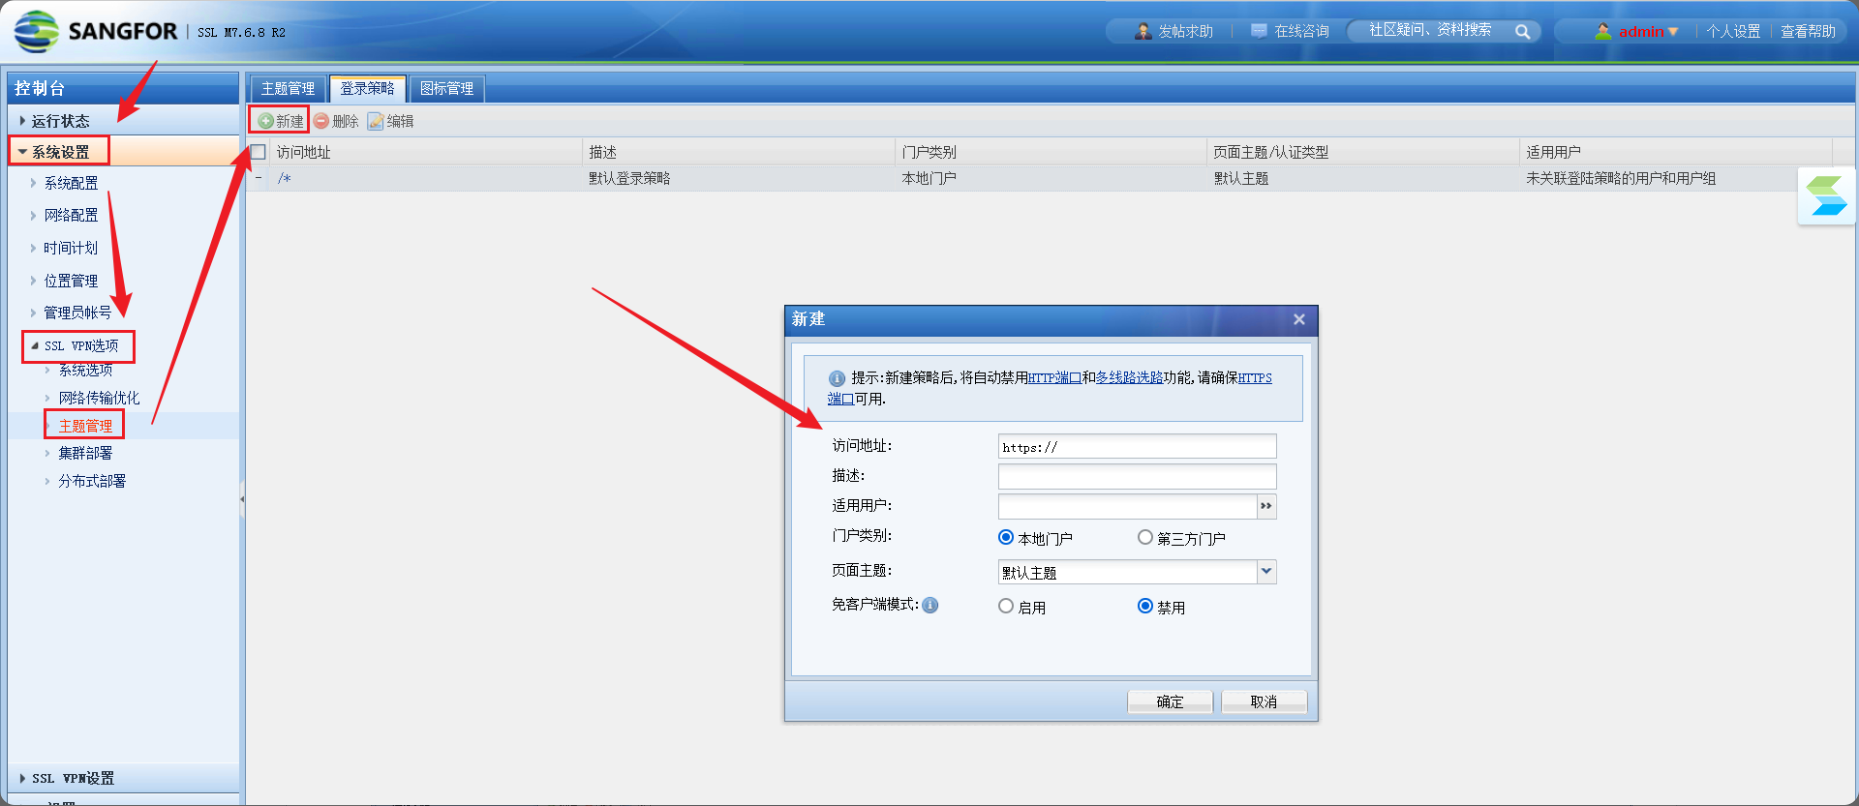 SANGFOR | SSL M7.6.8 R2
发帖求助
在线咨询
社区疑问、资料搜索
admin
个人设置
查看帮助
控制台
运行状态
系统设置
系统配置
网络配置
时间计划
位置管理
管理员帐号
SSL VPN选项
系统选项
网络传输优化
主题管理
集群部署
分布式部署
SSL VPN设置
主题管理 登录策略 图标管理
新建 删除 编辑
访问地址 描述 门户类别 页面主题/认证类型 适用用户
- /* 默认登录策略 本地门户 默认主题 未关联登陆策略的用户和用户组
新建
提示:新建策略后,将自动禁用HTTP端口和多线路选路功能,请确保HTTPS
端口可用.
访问地址: https://
描述:
适用用户:
门户类别: 本地门户 第三方门户
页面主题: 默认主题
免客户端模式: 启用 禁用
确定 取消